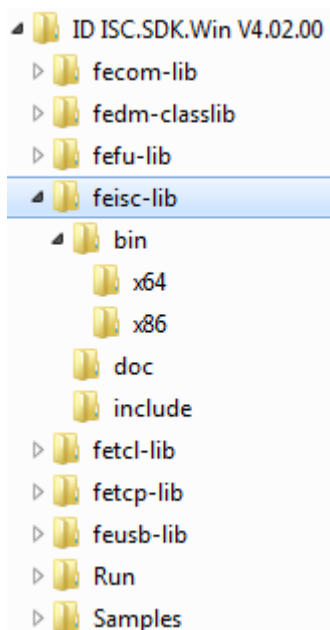 ID ISC.SDK.Win V4.02.00
fecom-lib
fedm-classlib
fefu-lib
feisc-lib
bin
x64
x86
doc
include
fetcl-lib
fetcp-lib
feusb-lib
Run
Samples